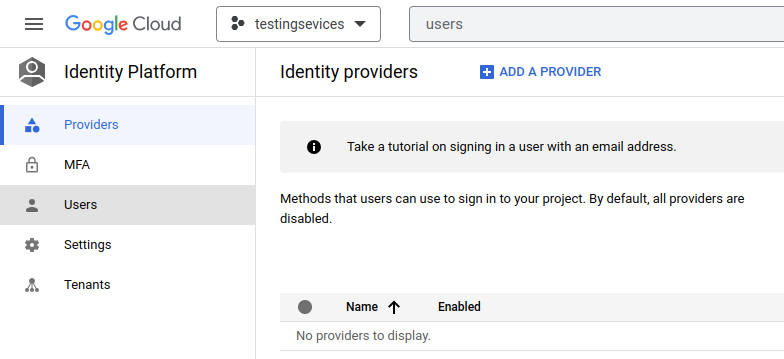 Google Cloud
testingsevices
users
Identity Platform
Identity providers
ADD A PROVIDER
Providers
MFA
Users
Settings
Tenants
Take a tutorial on signing in a user with an email address.
Methods that users can use to sign in to your project. By default, all providers are
disabled.
Name
Enabled
No providers to display.